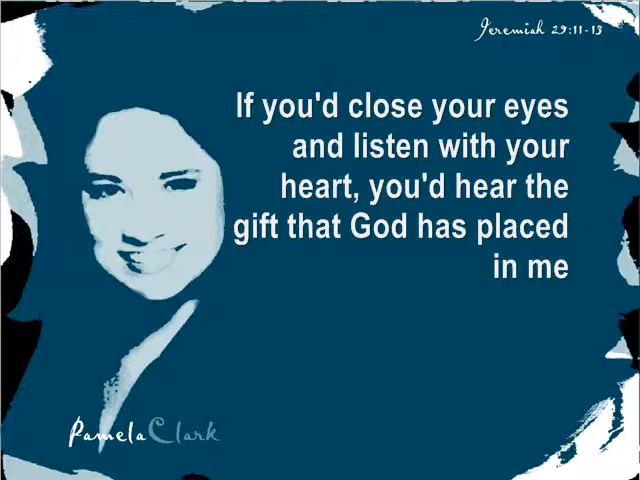 Jeremiah 29:11-13
If you'd close your eyes
and listen with your
heart, you'd hear the
gift that God has placed
in me
PamelaClark